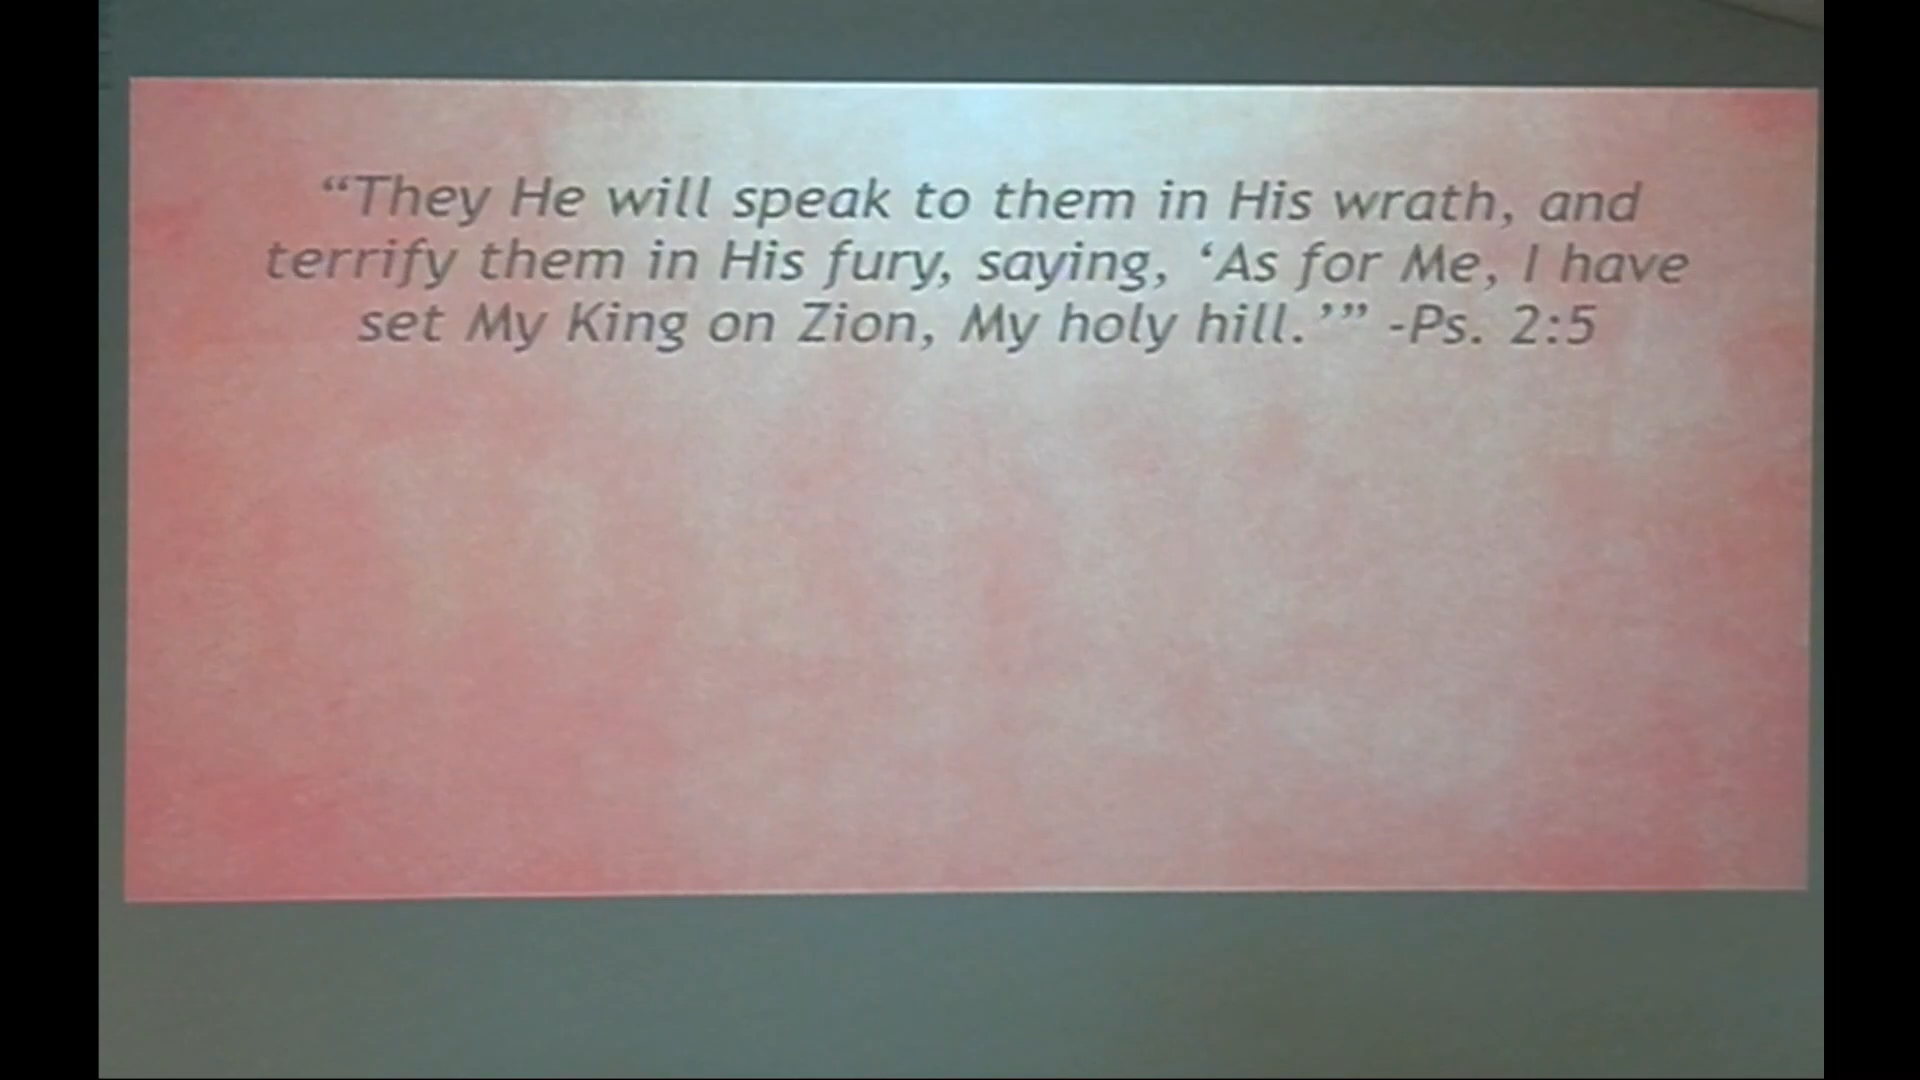 “They He will speak to them in His wrath, and
terrify them in His fury, saying, ‘As for Me, I have
set My King on Zion, My holy hill.’” -Ps. 2:5